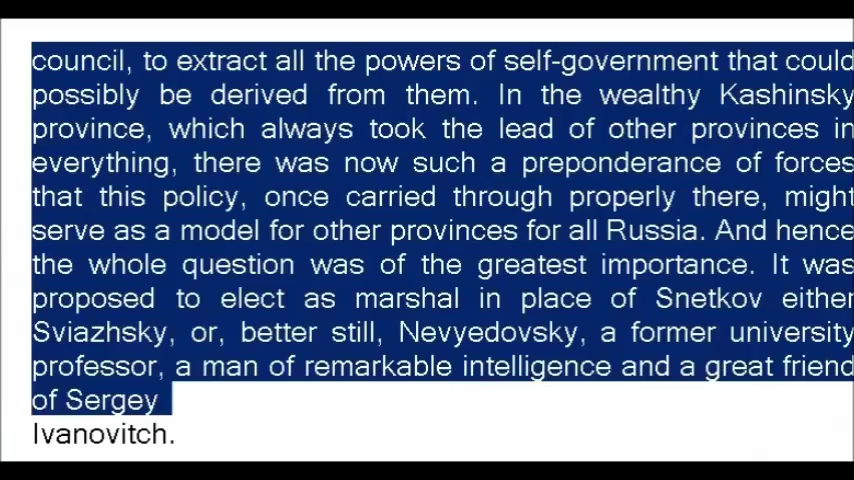 council, to extract all the powers of self-government that could
possibly be derived from them. In the wealthy Kashinsky
province, which always took the lead of other provinces in
everything, there was now such a preponderance of forces
that this policy, once carried through properly there, might
serve as a model for other provinces for all Russia. And hence
the whole question was of the greatest importance. It was
proposed to elect as marshal in place of Snetkov either
Sviazhsky, or, better still, Nevyedovsky, a former university
professor, a man of remarkable intelligence and a great friend
of Sergey
Ivanovitch.